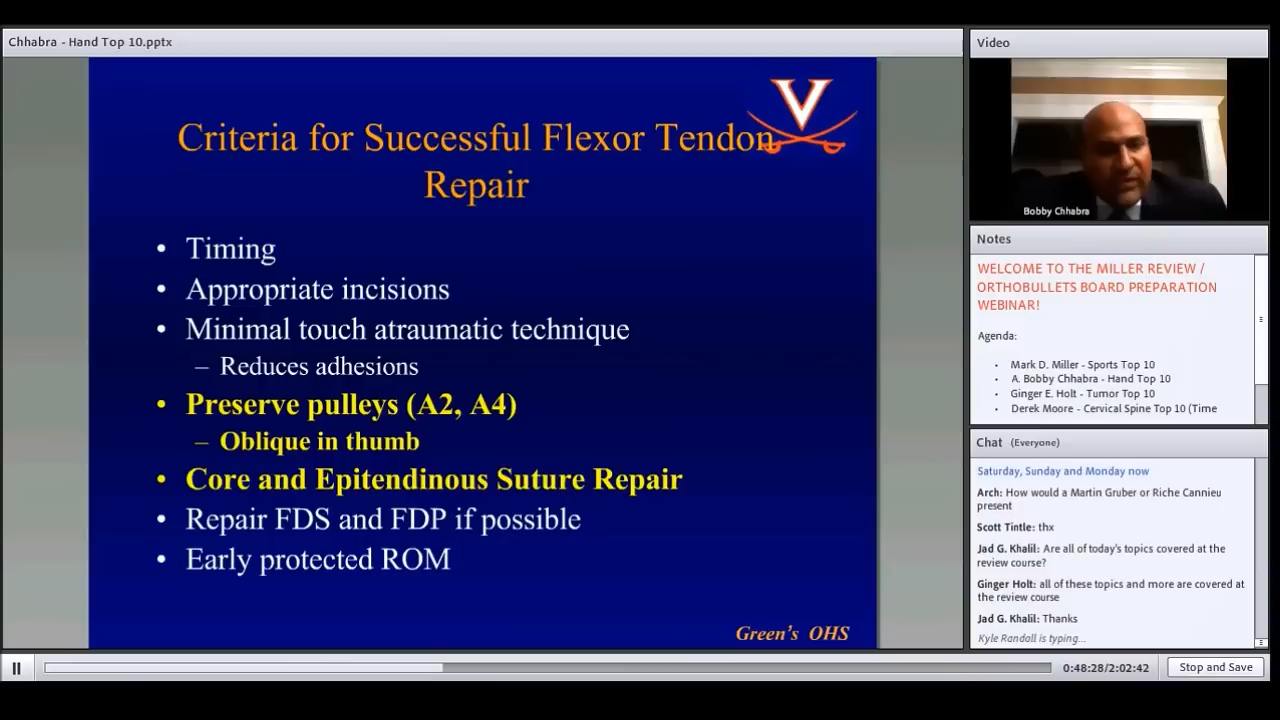 Chhabra - Hand Top 10.pptx
Criteria for Successful Flexor Tendon
Repair
• Timing
• Appropriate incisions
• Minimal touch atraumatic technique
– Reduces adhesions
• Preserve pulleys (A2, A4)
– Oblique in thumb
• Core and Epitendinous Suture Repair
• Repair FDS and FDP if possible
• Early protected ROM
Green's OHS
Video
Bobby Chhabra
Notes
WELCOME TO THE MILLER REVIEW /
ORTHOBULLETS BOARD PREPARATION
WEBINAR!
Agenda:
• Mark D. Miller - Sports Top 10
• A. Bobby Chhabra - Hand Top 10
• Ginger E. Holt - Tumor Top 10
• Derek Moore - Cervical Spine Top 10 (Time
Chat (Everyone)
Saturday, Sunday and Monday now
Arch: How would a Martin Gruber or Riche Cannieu
present
Scott Tintle: thx
Jad G. Khalil: Are all of today's topics covered at the
review course?
Ginger Holt: all of these topics and more are covered at
the review course
Jad G. Khalil: Thanks
Kyle Randall is typing...
0:48:28/2:02:42
Stop and Save